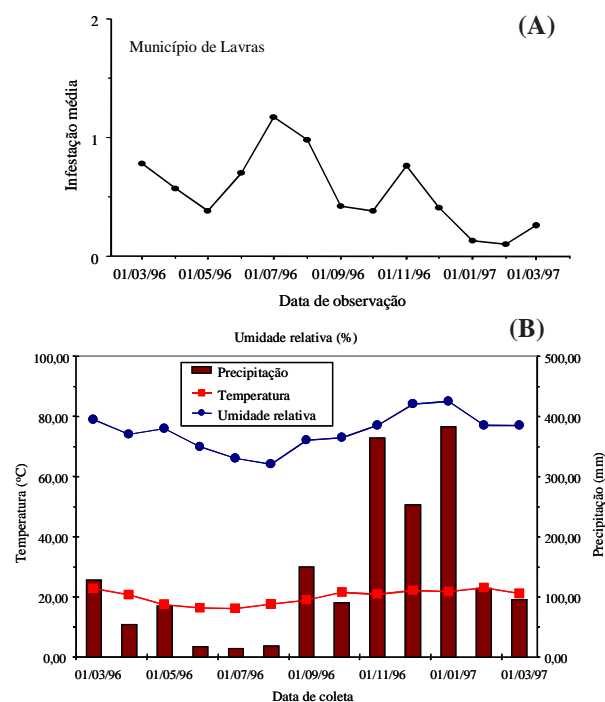 (A)
Município de Lavras
2
1
0
Infestação média
01/03/96 01/05/96 01/07/96 01/09/96 01/11/96 01/01/97 01/03/97
Data de observação
(B)
Umidade relativa (%)
100,00 500,00
80,00 400,00
60,00 300,00
40,00 200,00
20,00 100,00
0,00 0,00
Precipitação
Temperatura
Umidade relativa
Temperatura (°C)
Precipitação (mm)
01/03/96 01/05/96 01/07/96 01/09/96 01/11/96 01/01/97 01/03/97
Data de coleta